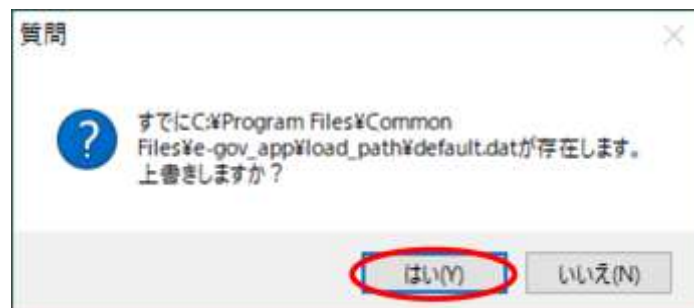 質問
?
すでにC:¥Program Files¥Common
Files¥e-gov_app¥load_path¥default.datが存在します。
上書きしますか？
はい(Y)
いいえ(N)